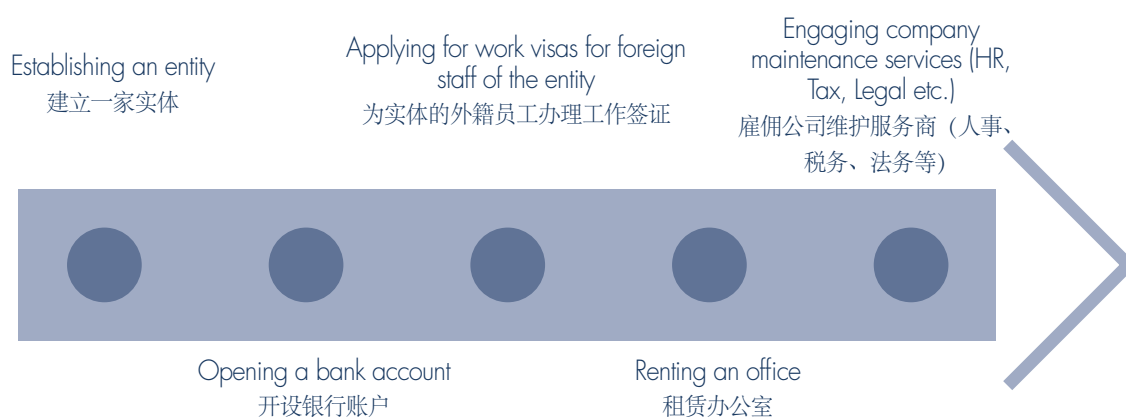 Establishing an entity
建立一家实体
Opening a bank account
开设银行账户
Applying for work visas for foreign
staff of the entity
为实体的外籍员工办理工作签证
Renting an office
租赁办公室
Engaging company
maintenance services (HR,
Tax, Legal etc.)
雇佣公司维护服务商（人事、
税务、法务等）